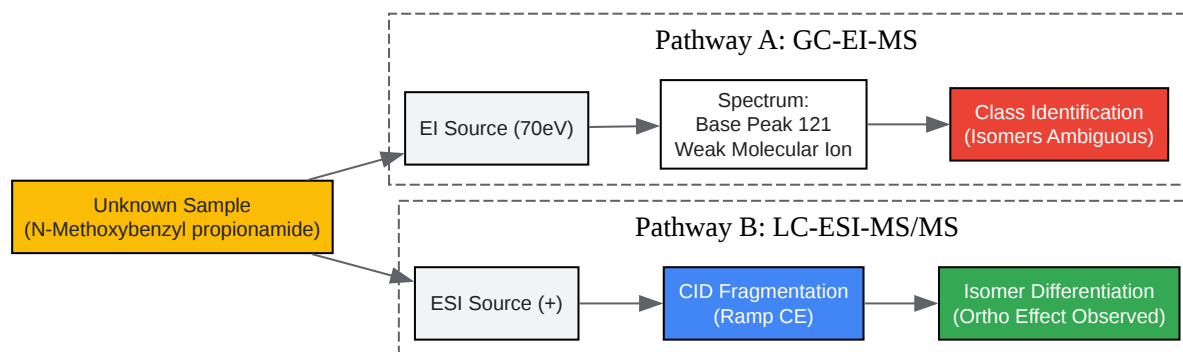 Pathway A: GC-EI-MS
EI Source (70eV)
Spectrum:
Base Peak 121
Weak Molecular Ion
Class Identification
(Isomers Ambiguous)
Unknown Sample
(N-Methoxybenzyl propionamide)
Pathway B: LC-ESI-MS/MS
ESI Source (+)
CID Fragmentation
(Ramp CE)
Isomer Differentiation
(Ortho Effect Observed)